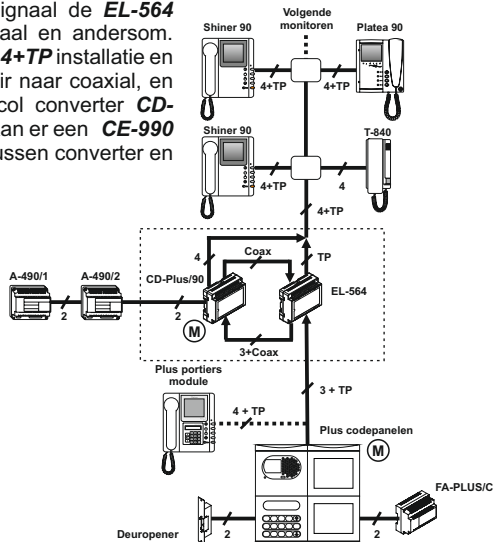 ignaal de EL-564
aal en andersom.
4+TP installatie en
ir naar coaxial, en
col converter CD-
an er een CE-990
ussen converter en
Volgende
monitoren
Shiner 90
Platea 90
4+TP
4+TP
Shiner 90
T-840
4+TP
4
4+TP
4
Coax
TP
A-490/1
A-490/2
CD-Plus/90
EL-564
2
2
M
3+Coax
Plus portiers
module
3 + TP
4 + TP
Plus codepanelen
M
FA-PLUS/C
Deuropener
2
2